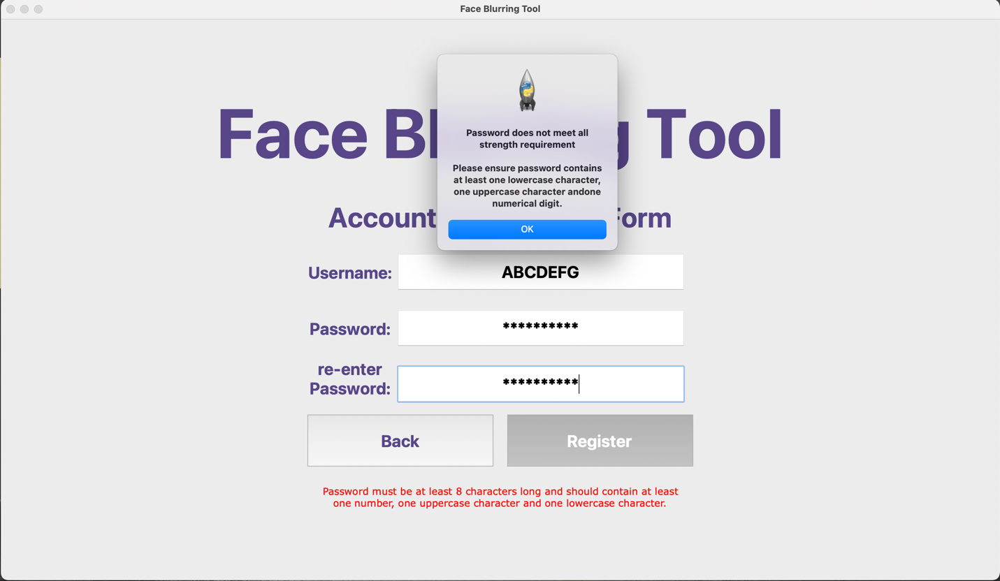 Face Blurring Tool
Face Bl g Tool
Password does not meet all
strength requirement
Please ensure password contains
at least one lowercase character,
one uppercase character andone
numerical digit.
OK
Account Form
Username: ABCDEFG
Password: **********
re-enter
Password: **********
Back Register
Password must be at least 8 characters long and should contain at least
one number, one uppercase character and one lowercase character.